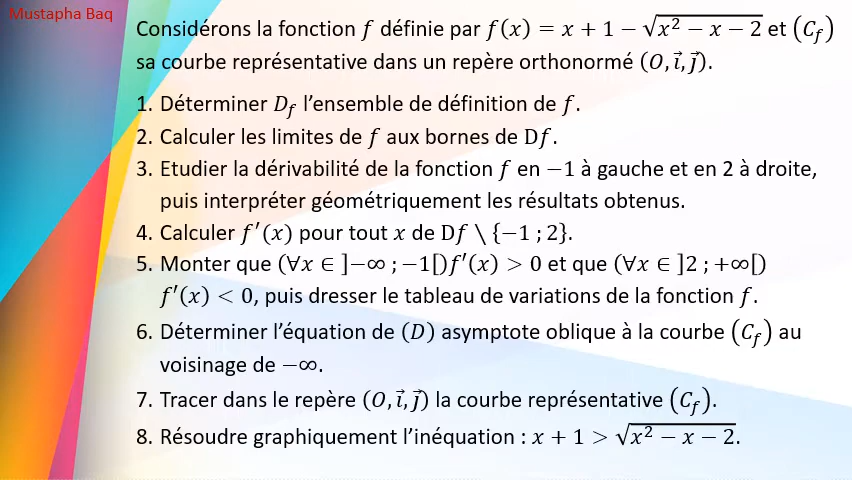 Mustapha Baq
Considérons la fonction f définie par f(x) = x + 1 − √(x² − x − 2) et (C_f)
sa courbe représentative dans un repère orthonormé (O, i⃗, j⃗).
1. Déterminer D_f l’ensemble de définition de f.
2. Calculer les limites de f aux bornes de Df.
3. Etudier la dérivabilité de la fonction f en −1 à gauche et en 2 à droite,
puis interpréter géométriquement les résultats obtenus.
4. Calculer f′(x) pour tout x de Df ∖ {−1 ; 2}.
5. Monter que (∀x ∈ ]−∞ ; −1[)f′(x) > 0 et que (∀x ∈ ]2 ; +∞[)
f′(x) < 0, puis dresser le tableau de variations de la fonction f.
6. Déterminer l’équation de (D) asymptote oblique à la courbe (C_f) au
voisinage de −∞.
7. Tracer dans le repère (O, i⃗, j⃗) la courbe représentative (C_f).
8. Résoudre graphiquement l’inéquation : x + 1 > √(x² − x − 2).